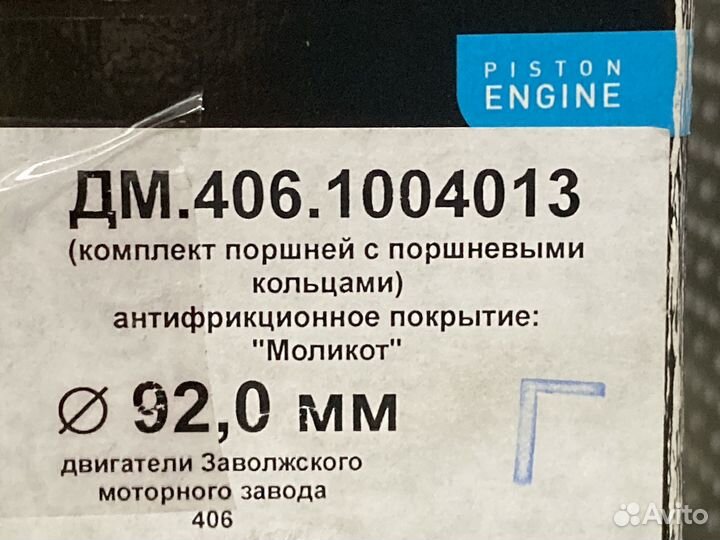 PISTON
ENGINE
ДМ.406.1004013
(комплект поршней с поршневыми
кольцами)
антифрикционное покрытие:
"Моликот"
⌀ 92,0 мм
Г
двигатели Заволжского
моторного завода
406
Avito